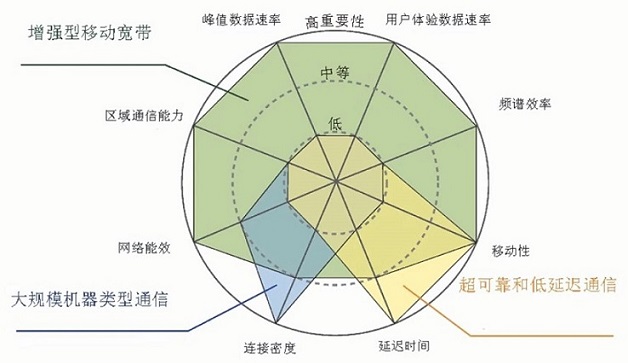 峰值数据速率
高重要性
用户体验数据速率
增强型移动宽带
中等
区域通信能力
低
频谱效率
网络能效
移动性
大规模机器类型通信
超可靠和低延迟通信
连接密度
延迟时间